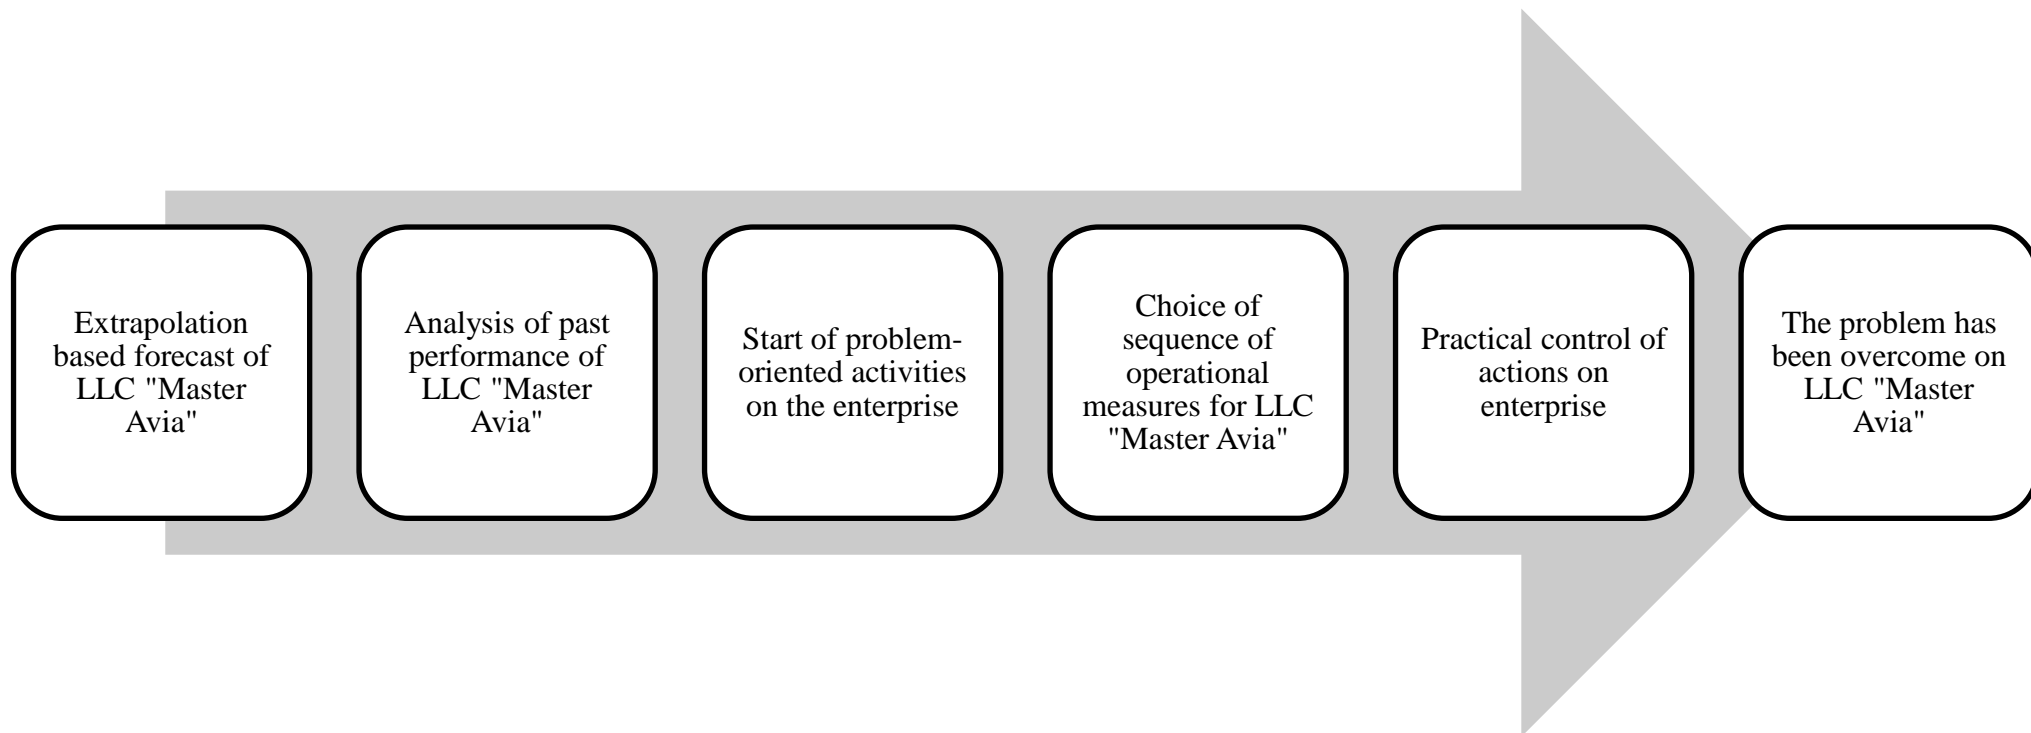 Extrapolation
based forecast of
LLC "Master
Avia"
Analysis of past
performance of
LLC "Master
Avia"
Start of problem-
oriented activities
on the enterprise
Choice of
sequence of
operational
measures for LLC
"Master Avia"
Practical control of
actions on
enterprise
The problem has
been overcome on
LLC "Master
Avia"